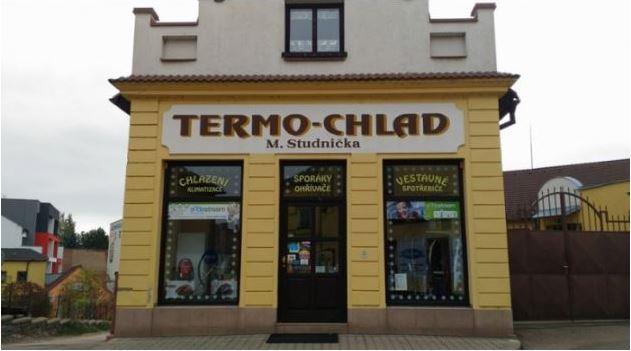 TERMO-CHLAD
M. Studnička
CHLAZENÍ
KLIMATIZACE
SPORÁKY
OHŘÍVAČE
VESTAVNÉ
SPOTŘEBIČE